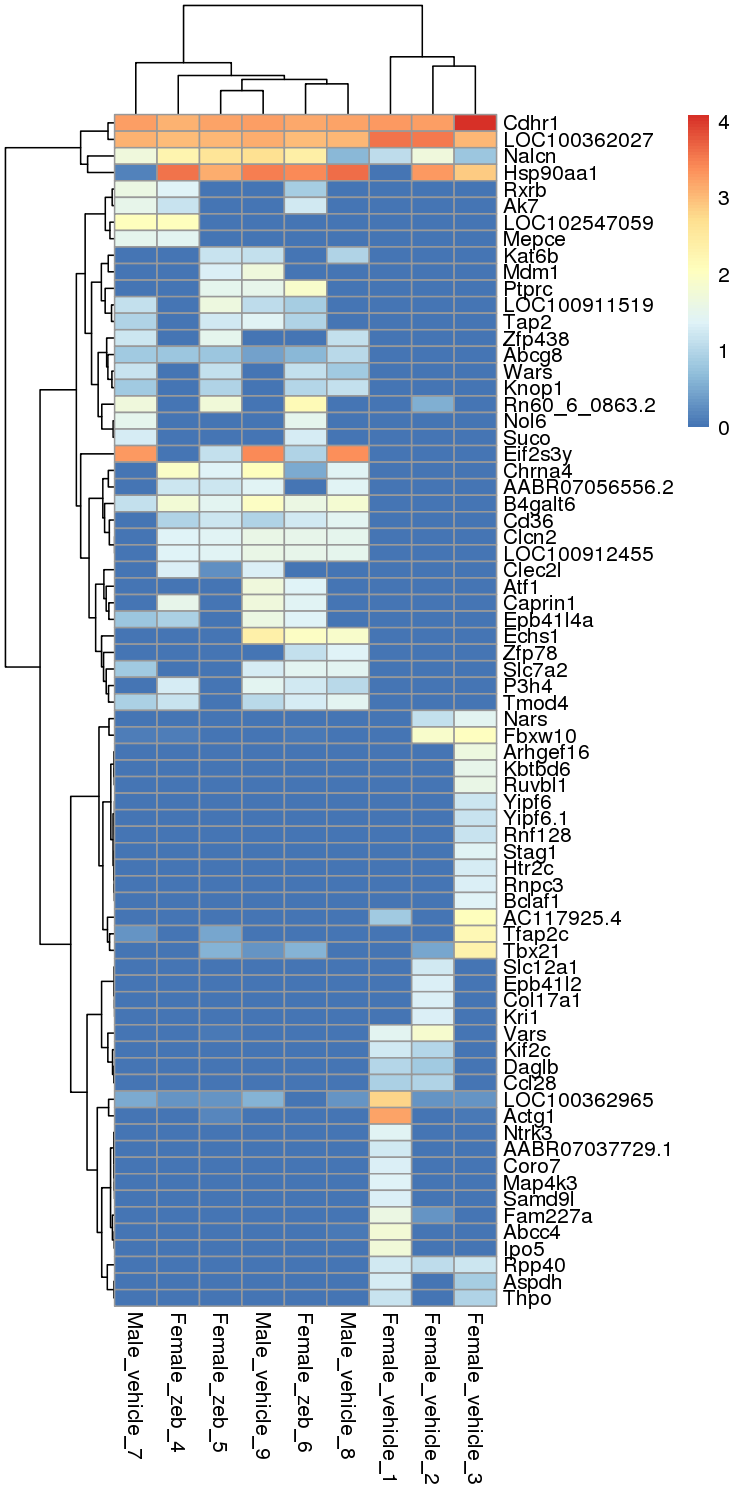 Cdhr1
LOC100362027
Nalcn
Hsp90aa1
Rxrb
Ak7
LOC102547059
Mepce
Kat6b
Mdm1
Ptprc
LOC100911519
Tap2
Zfp438
Abcg8
Wars
Knop1
Rn60_6_0863.2
Nol6
Suco
Eif2s3y
Chrna4
AABR07056556.2
B4galt6
Cd36
Clcn2
LOC100912455
Clec2l
Atf1
Caprin1
Epb41l4a
Echs1
Zfp78
Slc7a2
P3h4
Tmod4
Nars
Fbxw10
Arhgef16
Kbtbd6
Ruvbl1
Yipf6
Yipf6.1
Rnf128
Stag1
Htr2c
Rnpc3
Bclaf1
AC117925.4
Tfap2c
Tbx21
Slc12a1
Epb41l2
Col17a1
Kri1
Vars
Kif2c
Daglb
Ccl28
LOC100362965
Actg1
Ntrk3
AABR07037729.1
Coro7
Map4k3
Samd9l
Fam227a
Abcc4
Ipo5
Rpp40
Aspdh
Thpo
4
3
2
1
0
Male_vehicle_7
Female_zeb_4
Female_zeb_5
Male_vehicle_9
Female_zeb_6
Male_vehicle_8
Female_vehicle_1
Female_vehicle_2
Female_vehicle_3